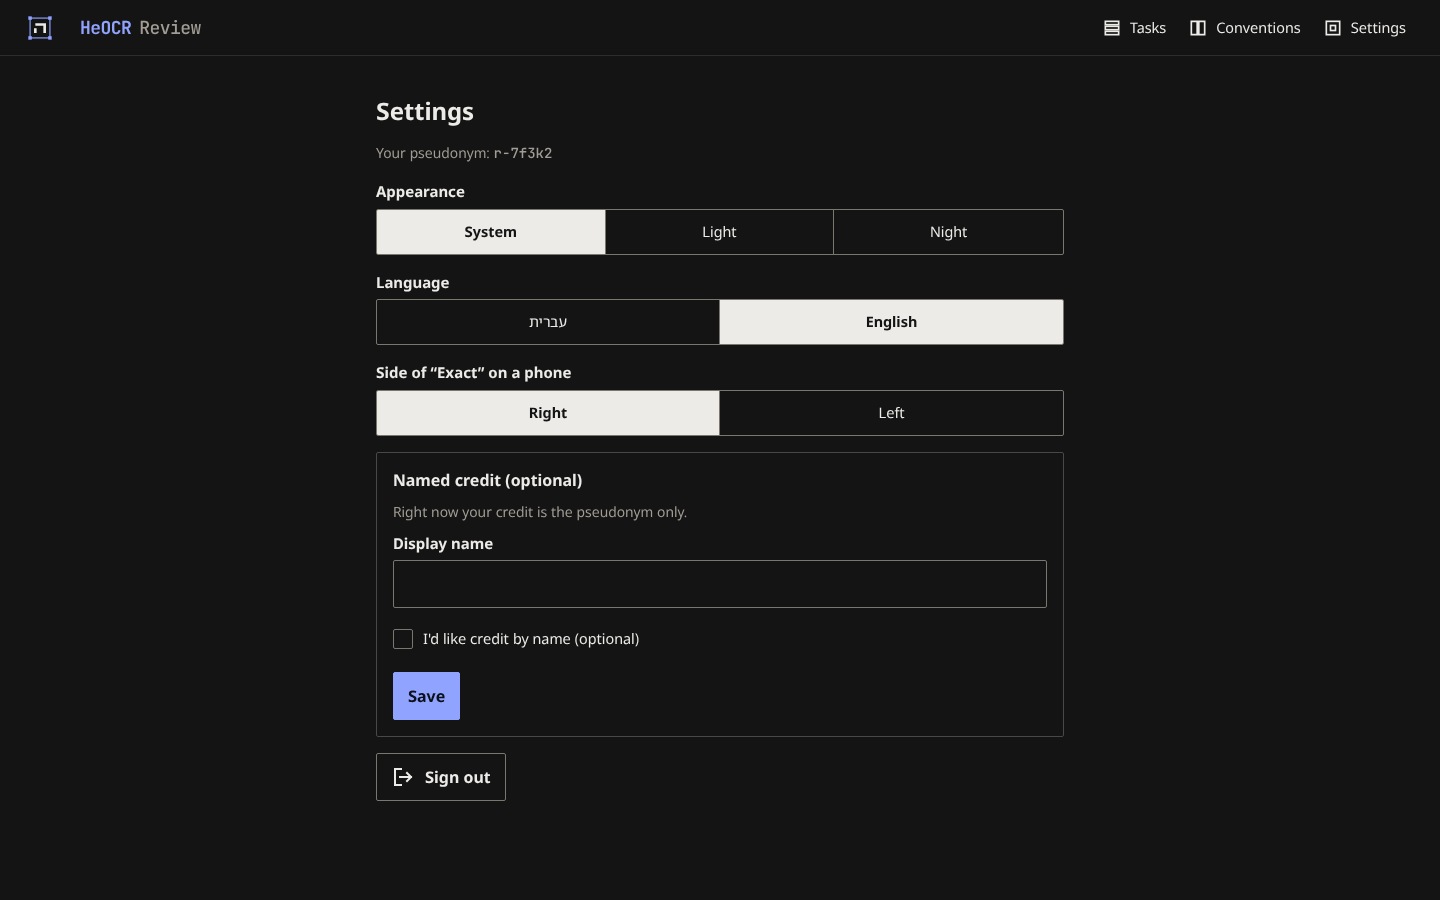 HeOCR Review
Tasks
Conventions
Settings
Settings
Your pseudonym: r-7f3k2
Appearance
System
Light
Night
Language
עברית
English
Side of “Exact” on a phone
Right
Left
Named credit (optional)
Right now your credit is the pseudonym only.
Display name
I'd like credit by name (optional)
Save
Sign out